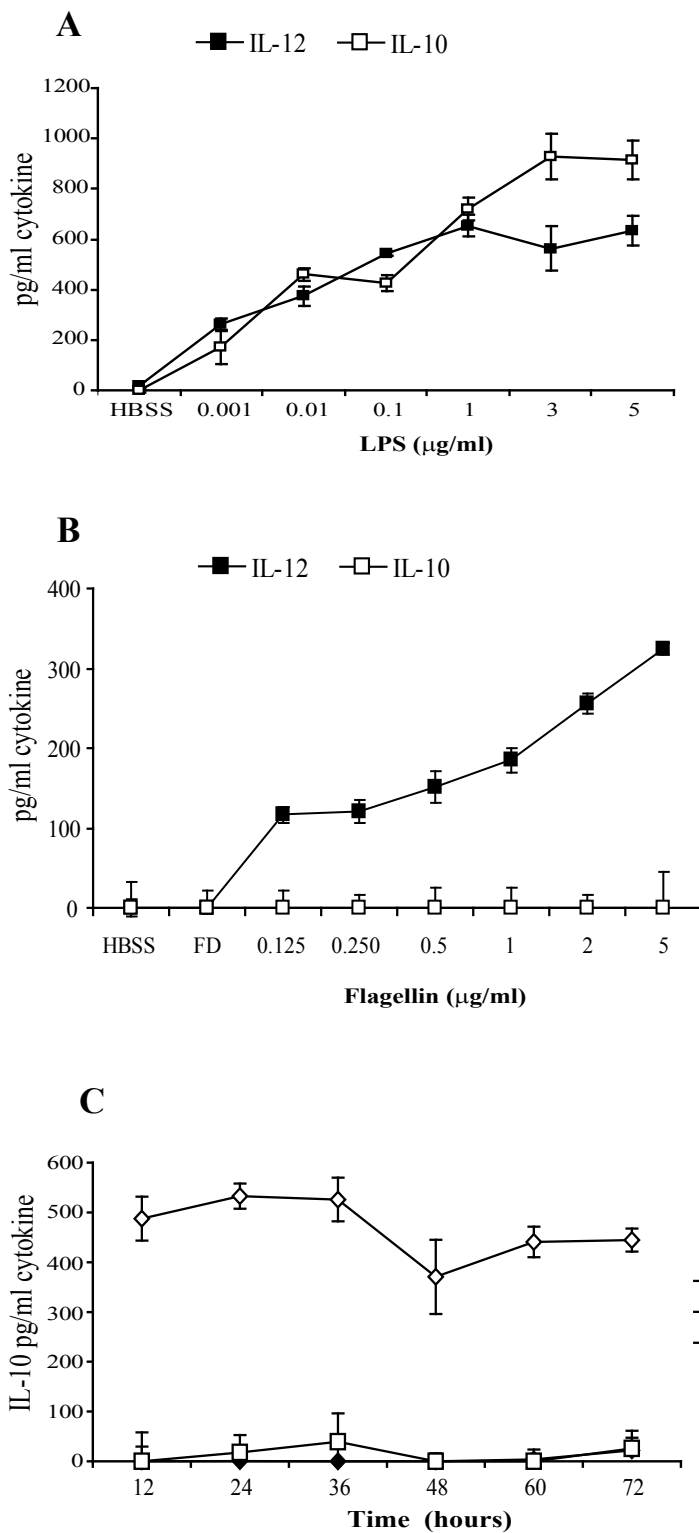 A
IL-12 IL-10
1200
1000
800
600
400
200
0
pg/ml cytokine
HBSS 0.001 0.01 0.1 1 3 5
LPS (μg/ml)
B
IL-12 IL-10
400
300
200
100
0
pg/ml cytokine
HBSS FD 0.125 0.250 0.5 1 2 5
Flagellin (μg/ml)
C
600
500
400
300
200
100
0
IL-10 pg/ml cytokine
12 24 36 48 60 72
Time (hours)